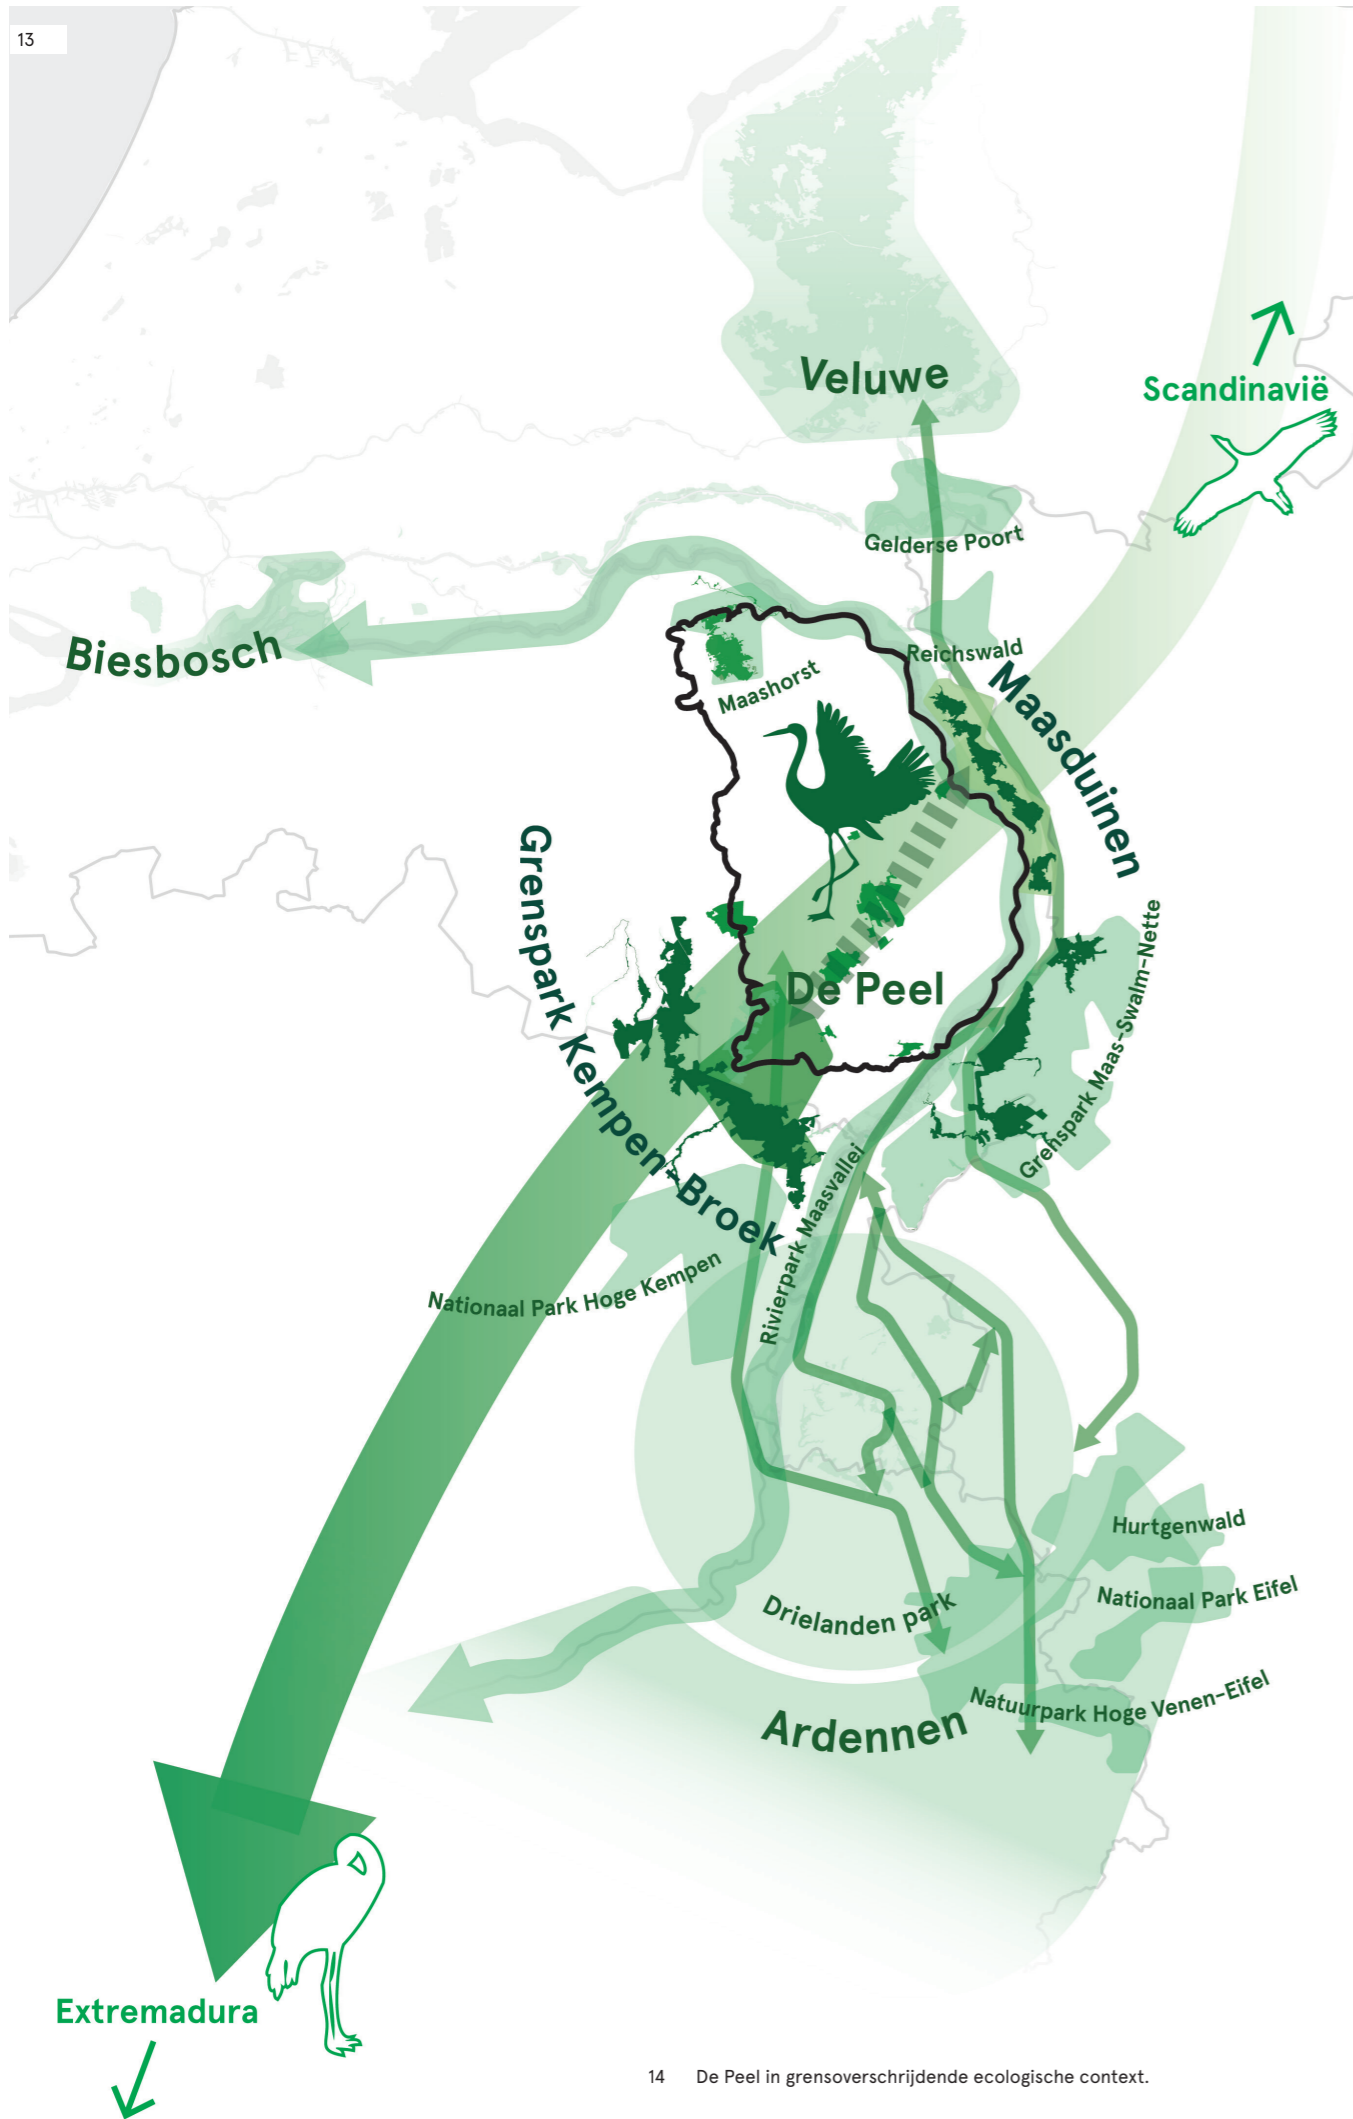 13
Veluwe
Scandinavië
Gelderse Poort
Biesbosch
Reichswald
Maashorst
Maasduinen
Grenspark Kempen-Broek
De Peel
Grenspark Maas-Swalm-Nette
Rivierpark Maasvallei
Nationaal Park Hoge Kempen
Hurtgenwald
Nationaal Park Eifel
Drielanden park
Natuurpark Hoge Venen-Eifel
Ardennen
Extremadura
14 De Peel in grensoverschrijdende ecologische context.